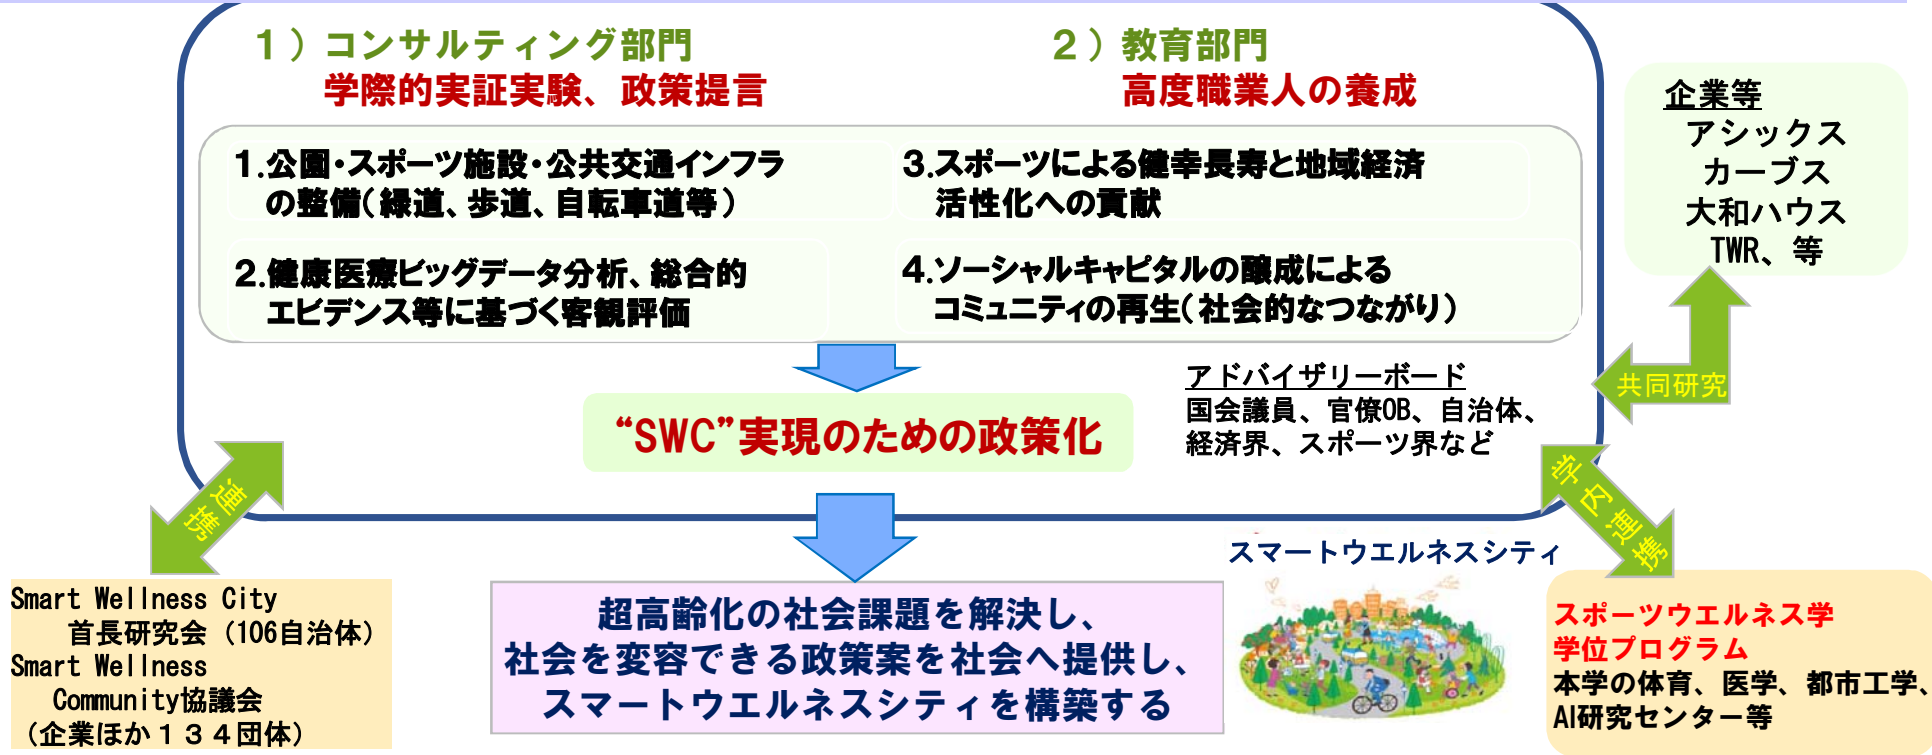 １）コンサルティング部門
学際的実証実験、政策提言
２）教育部門
高度職業人の養成
1.公園・スポーツ施設・公共交通インフラ
の整備(緑道、歩道、自転車道等)
2.健康医療ビッグデータ分析、総合的
エビデンス等に基づく客観評価
3.スポーツによる健幸長寿と地域経済
活性化への貢献
4.ソーシャルキャピタルの醸成による
コミュニティの再生(社会的なつながり)
企業等
アシックス
カーブス
大和ハウス
TWR、等
共同研究
アドバイザリーボード
国会議員、官僚OB、自治体、
経済界、スポーツ界など
“SWC”実現のための政策化
連携
学内連携
Smart Wellness City
首長研究会（106自治体）
Smart Wellness
Community協議会
（企業ほか１３４団体）
超高齢化の社会課題を解決し、
社会を変容できる政策案を社会へ提供し、
スマートウエルネスシティを構築する
スマートウエルネスシティ
スポーツウエルネス学
学位プログラム
本学の体育、医学、都市工学、
AI研究センター等